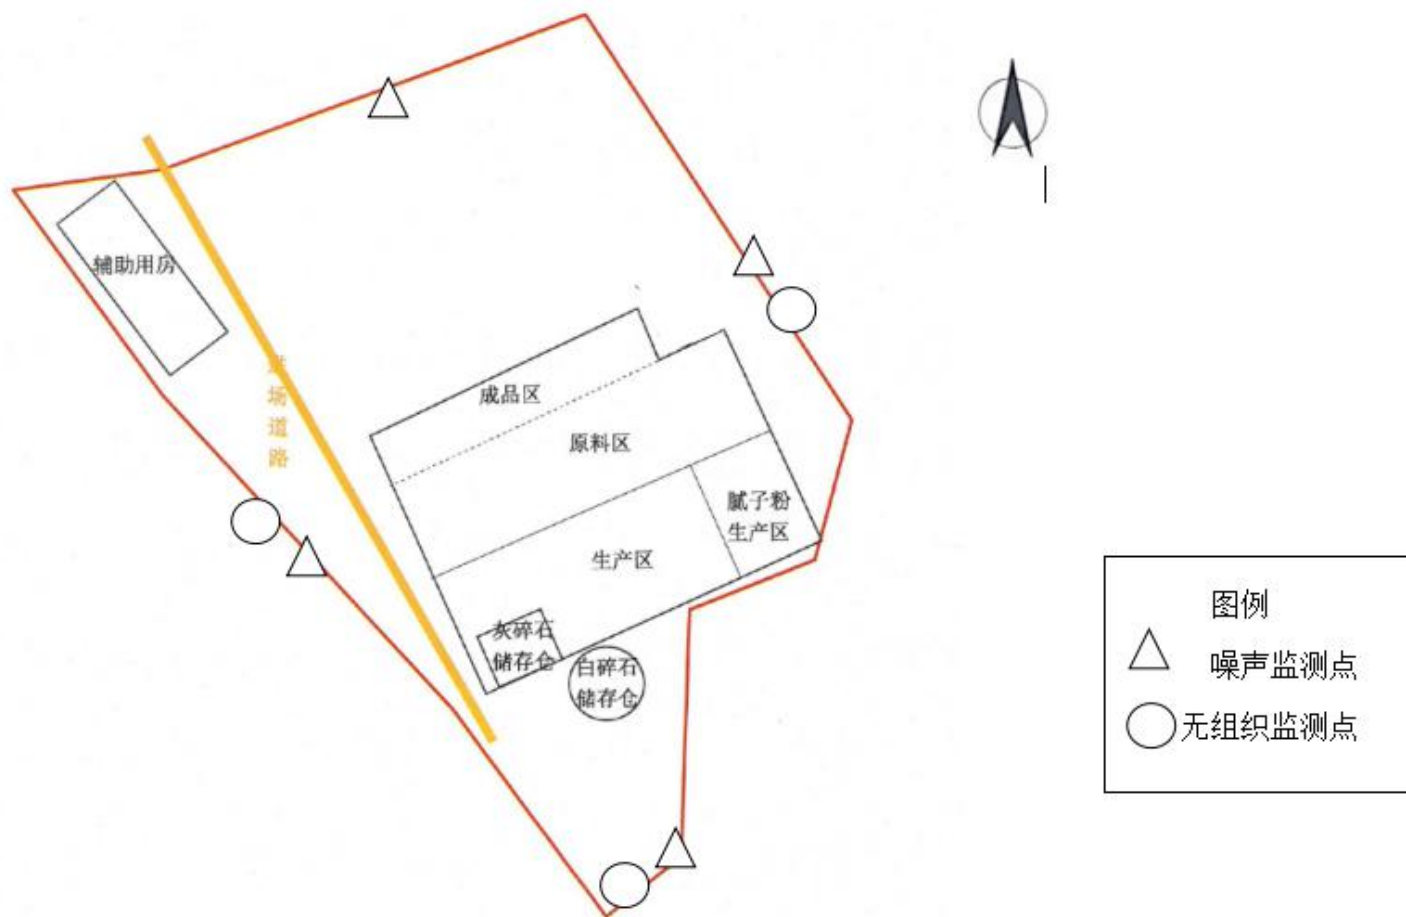 辅助用房
进
场
道
路
成品区
原料区
腻子粉
生产区
生产区
灰碎石
储存仓
白碎石
储存仓
图例
噪声监测点
无组织监测点